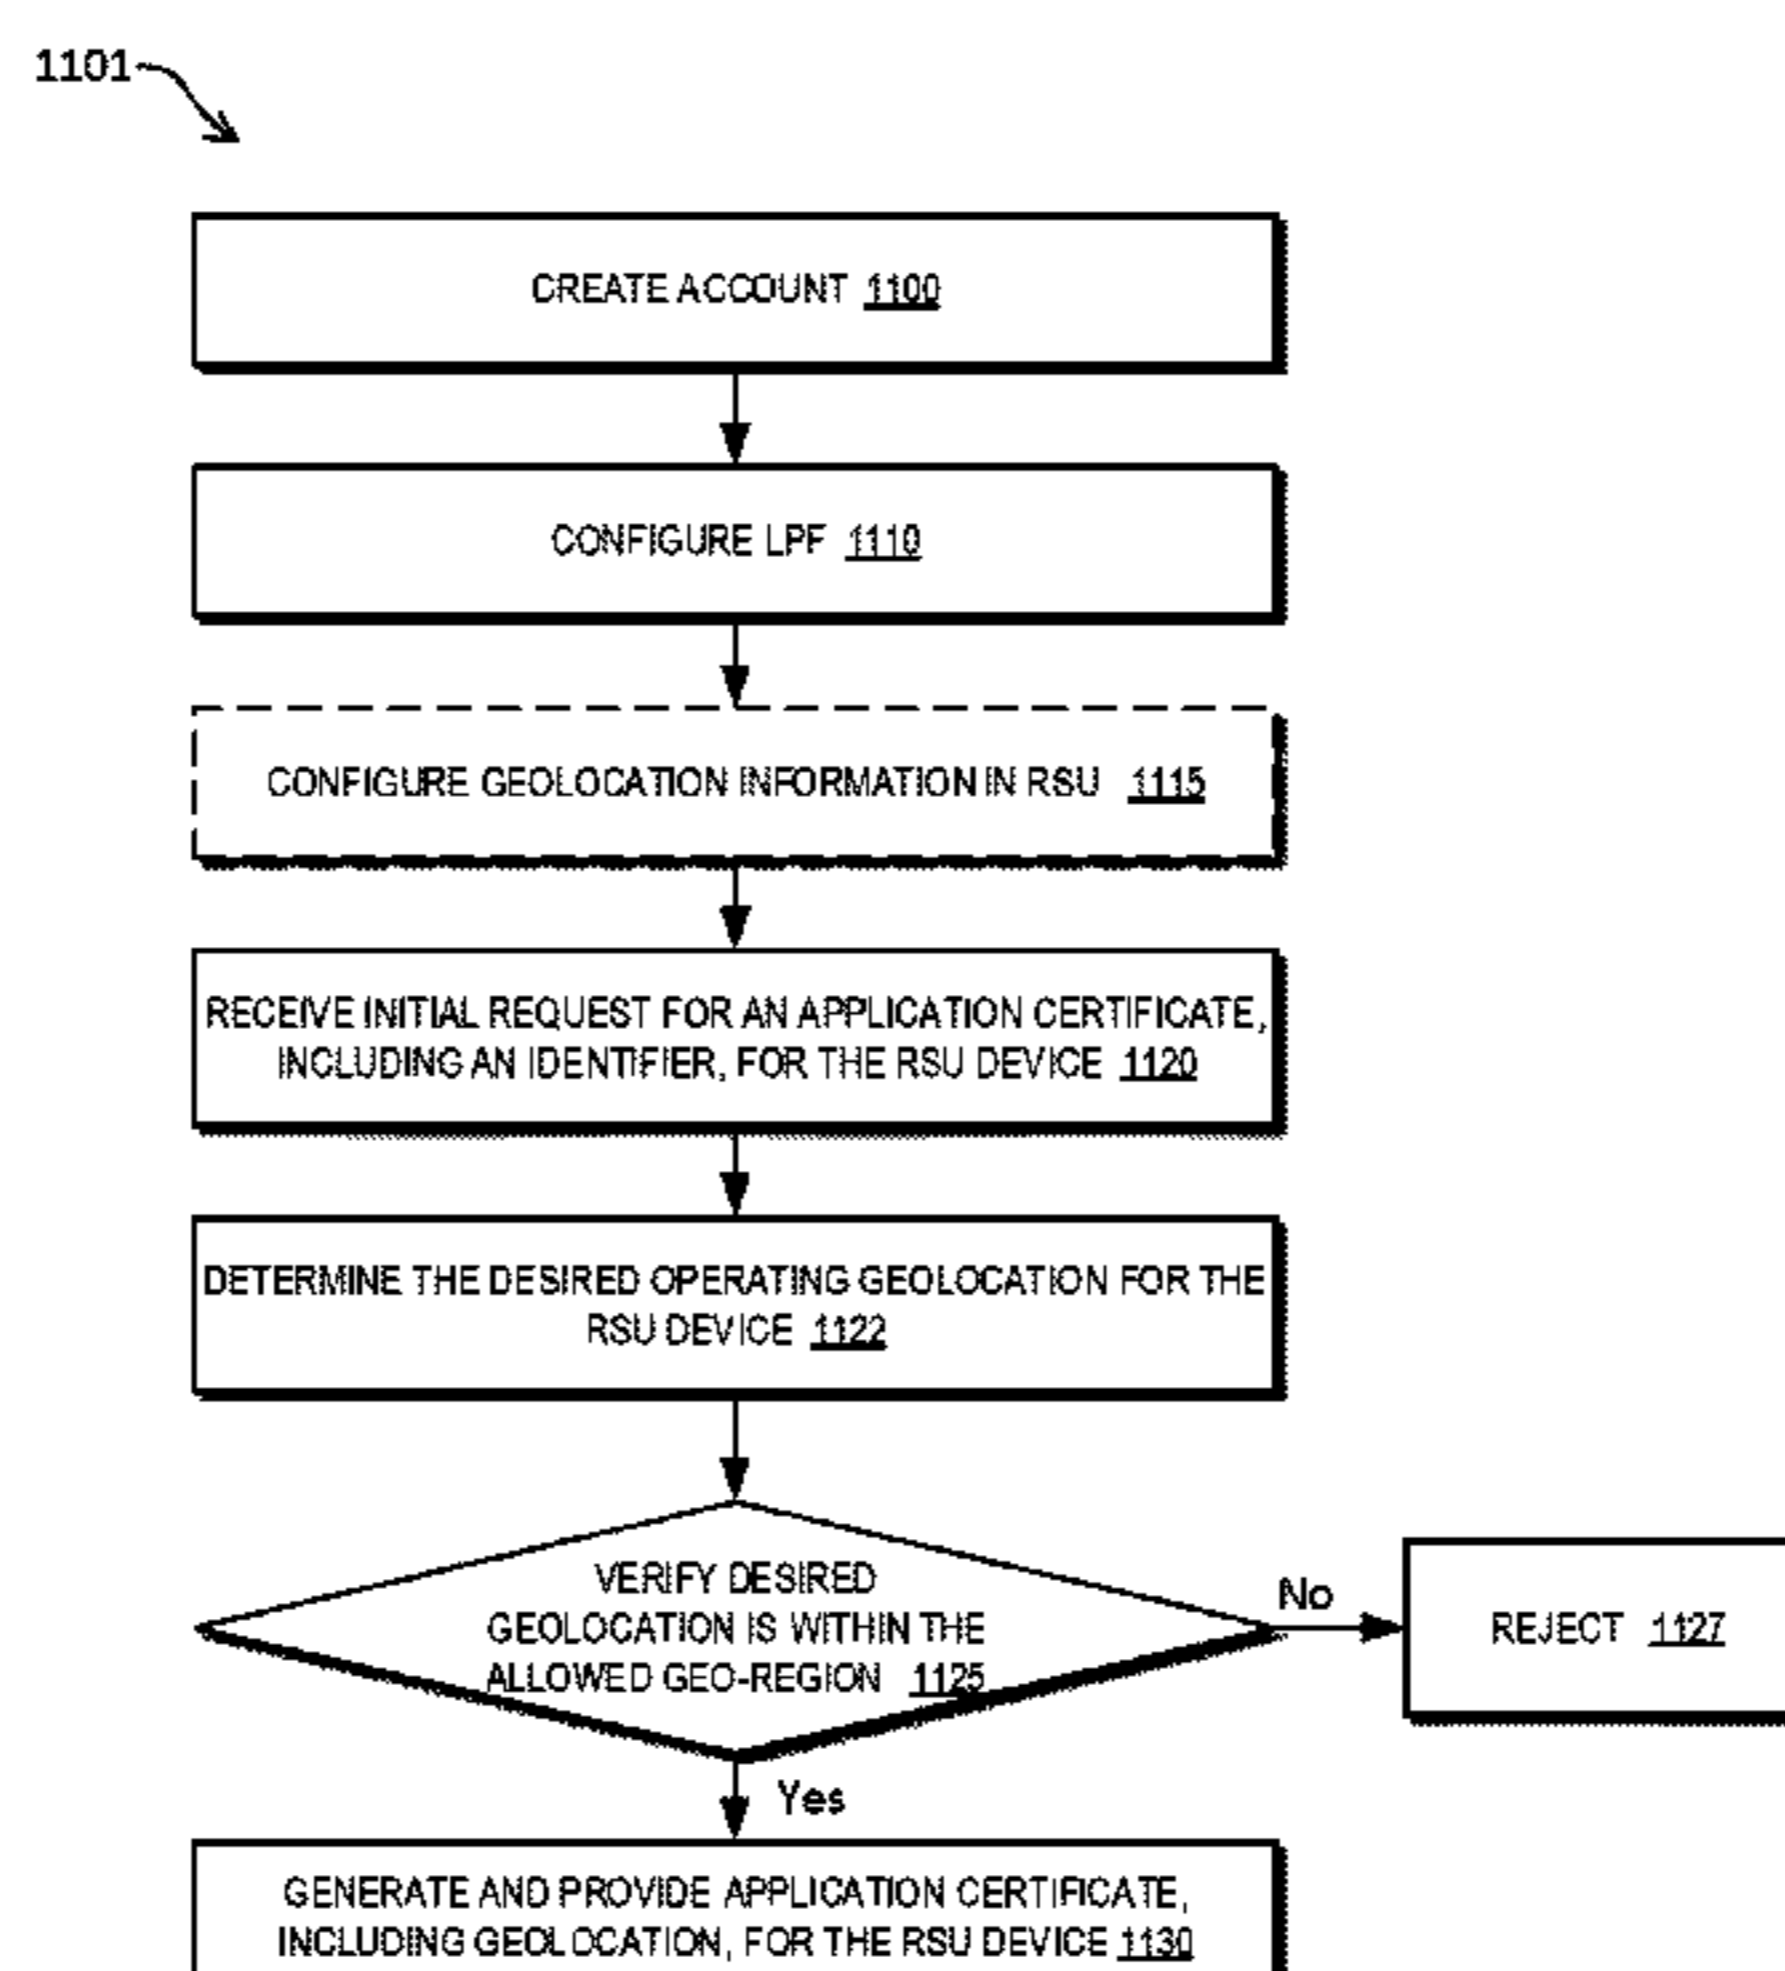 1101
CREATE ACCOUNT 1100
CONFIGURE LPF 1110
CONFIGURE GEOLOCATION INFORMATION IN RSU 1115
RECEIVE INITIAL REQUEST FOR AN APPLICATION CERTIFICATE,
INCLUDING AN IDENTIFIER, FOR THE RSU DEVICE 1120
DETERMINE THE DESIRED OPERATING GEOLOCATION FOR THE
RSU DEVICE 1122
VERIFY DESIRED
GEOLOCATION IS WITHIN THE
ALLOWED GEO-REGION 1125
No
REJECT 1127
Yes
GENERATE AND PROVIDE APPLICATION CERTIFICATE,
INCLUDING GEOLOCATION, FOR THE RSU DEVICE 1130